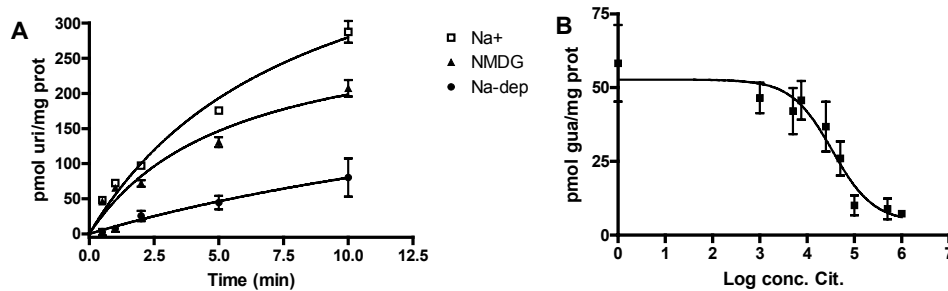 A
pmol uri/mg prot
300
250
200
150
100
50
0
0.0 2.5 5.0 7.5 10.0 12.5
Time (min)
Na+
NMDG
Na-dep
B
pmol gua/mg prot
75
50
25
0
0 1 2 3 4 5 6 7
Log conc. Cit.